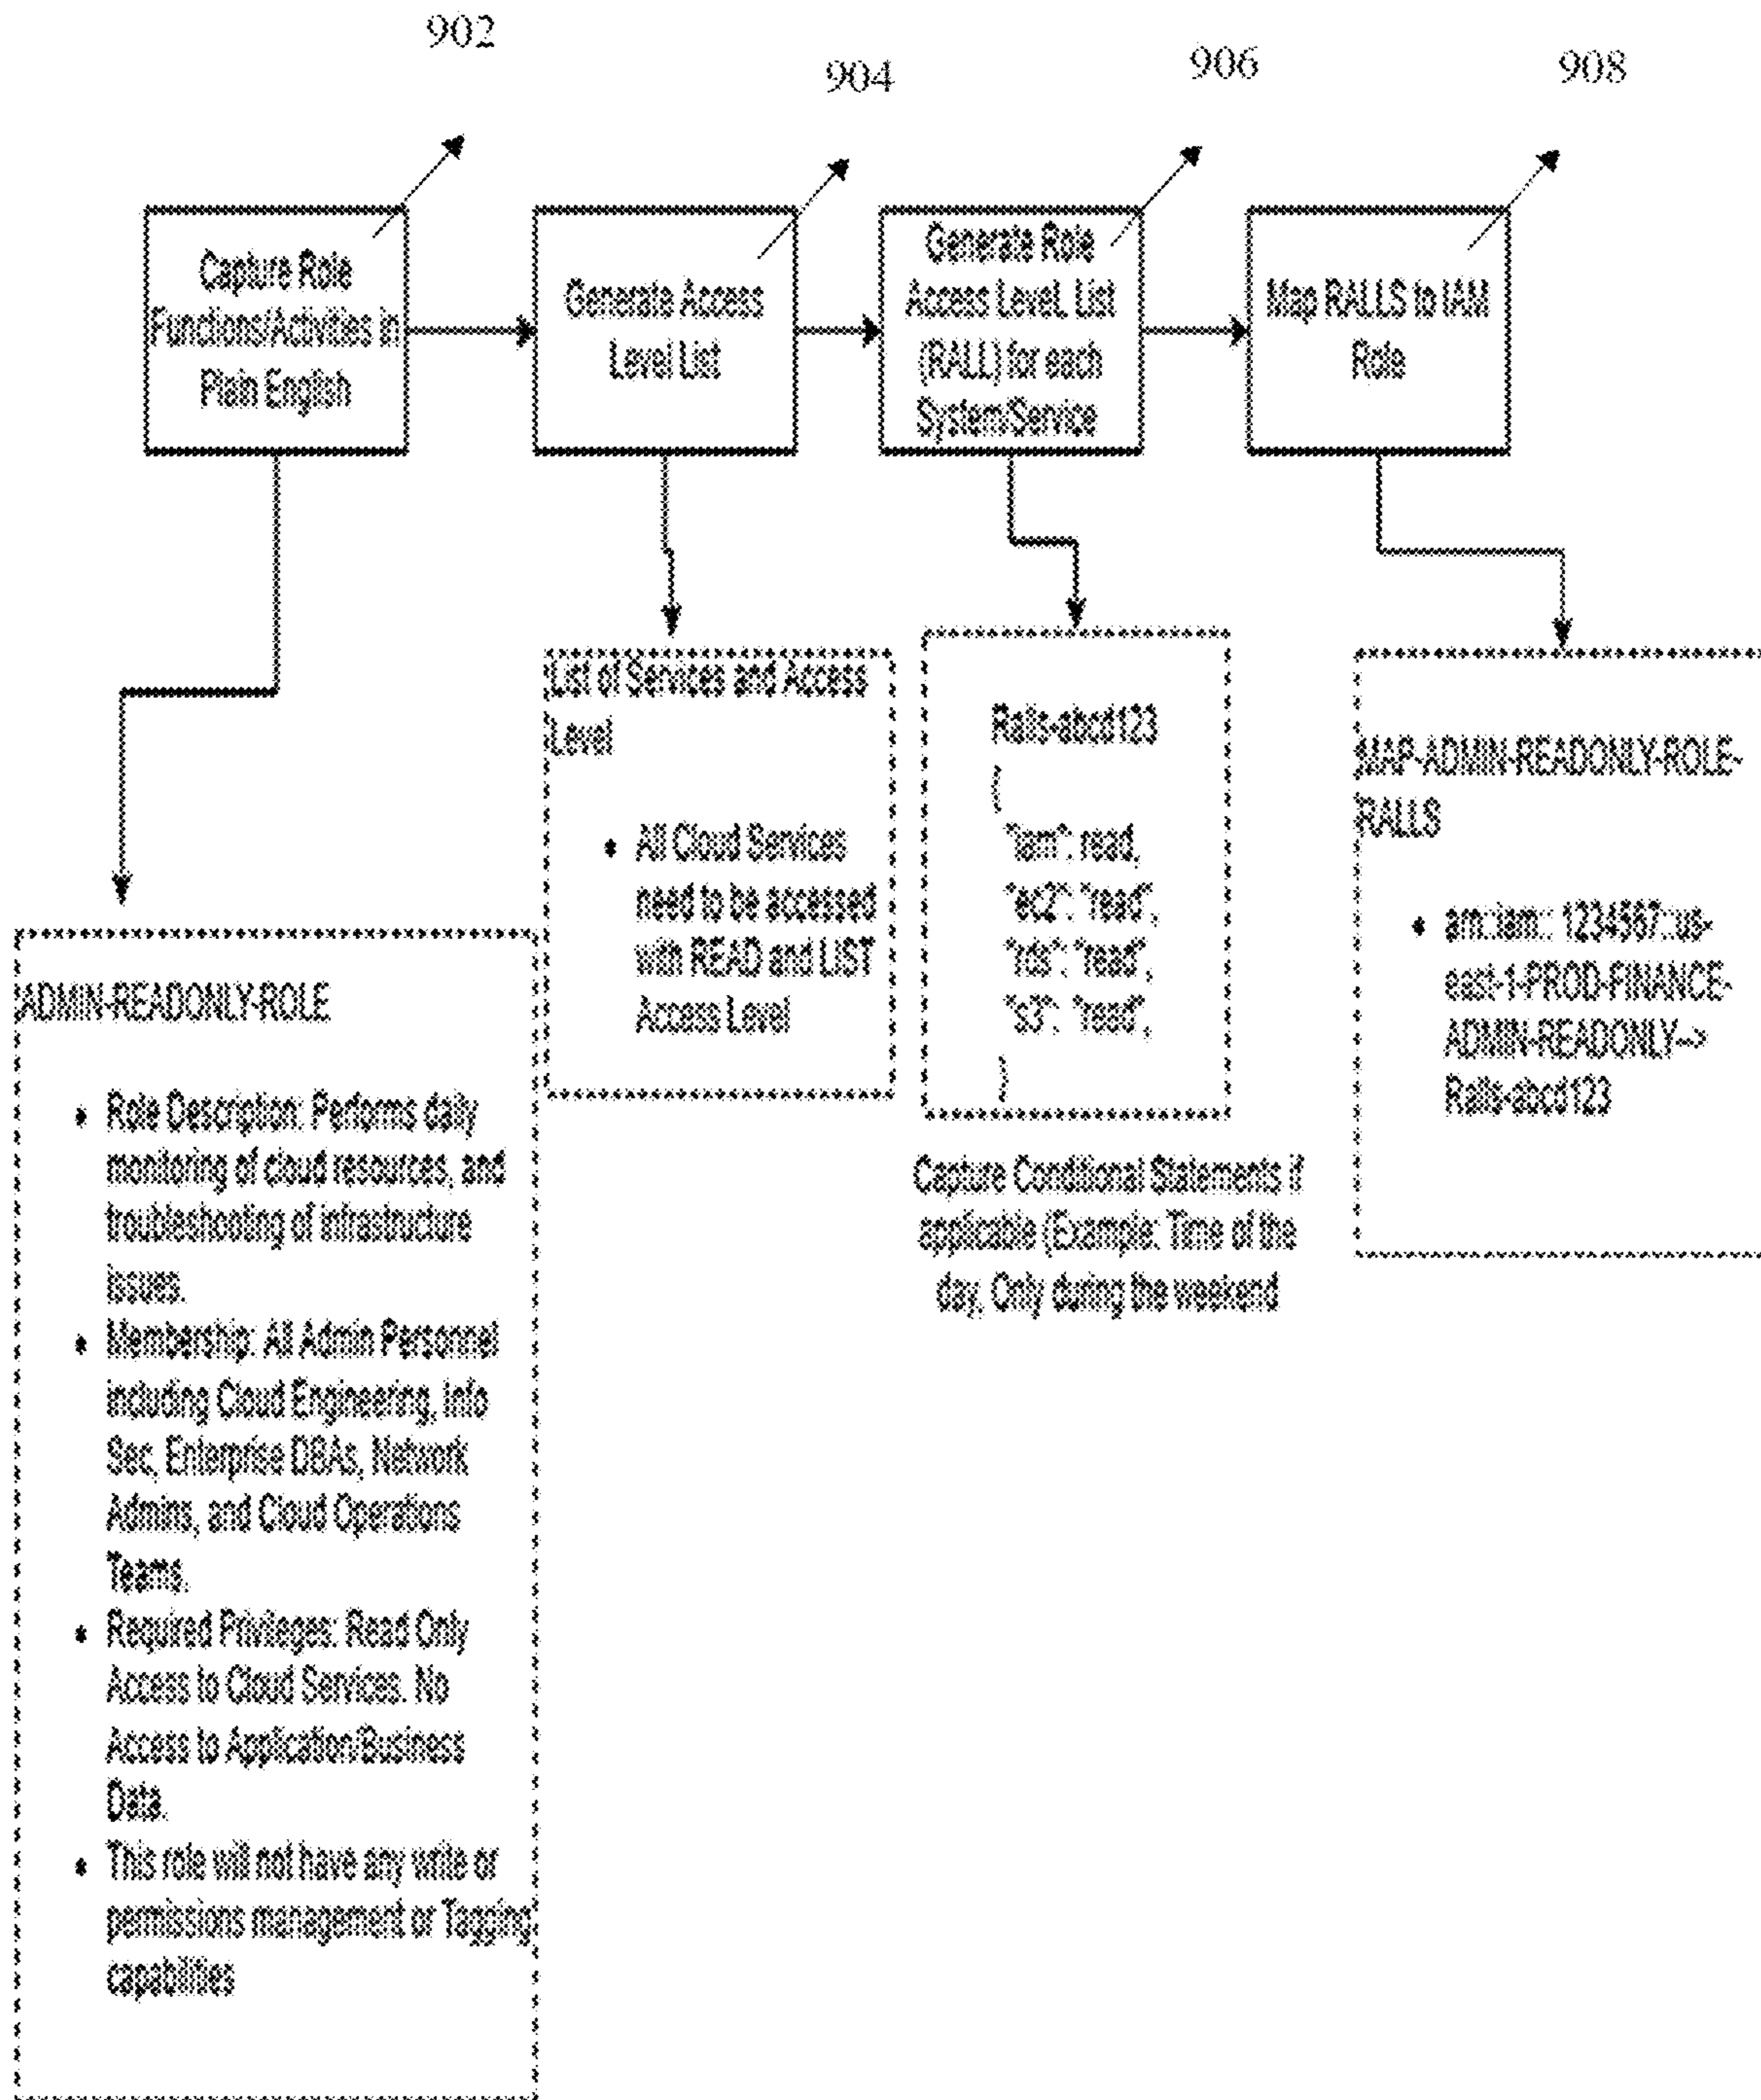 902
904
906
908
Capture Role
Functions/Activities in
Plain English
Generate Access
Level List
Generate Role
Access Level. List
(RALL) for each
System/Service
Map RALLS to IAM
Role
ADMIN-READONLY-ROLE
• Role Description: Performs daily
monitoring of cloud resources, and
troubleshooting of infrastructure
issues.
• Membership: All Admin Personnel
including Cloud Engineering, Info
Sec, Enterprise DBAs, Network
Admins, and Cloud Operations
Teams.
• Required Privileges: Read Only
Access to Cloud Services. No
Access to Application/Business
Data.
• This role will not have any write or
permissions management or Tagging
capabilities
List of Services and Access
Level
• All Cloud Services
need to be accessed
with READ and LIST
Access Level
Ralls-abcd123
{
"iam": read,
"ec2": "read",
"rds": "read",
"s3": "read",
}
Capture Conditional Statements if
applicable (Example: Time of the
day, Only during the weekend
MAP-ADMIN-READONLY-ROLE-
RALLS
• arn::iam:: 1234567::us-
east-1-PROD-FINANCE-
ADMIN-READONLY-->
Ralls-abcd123